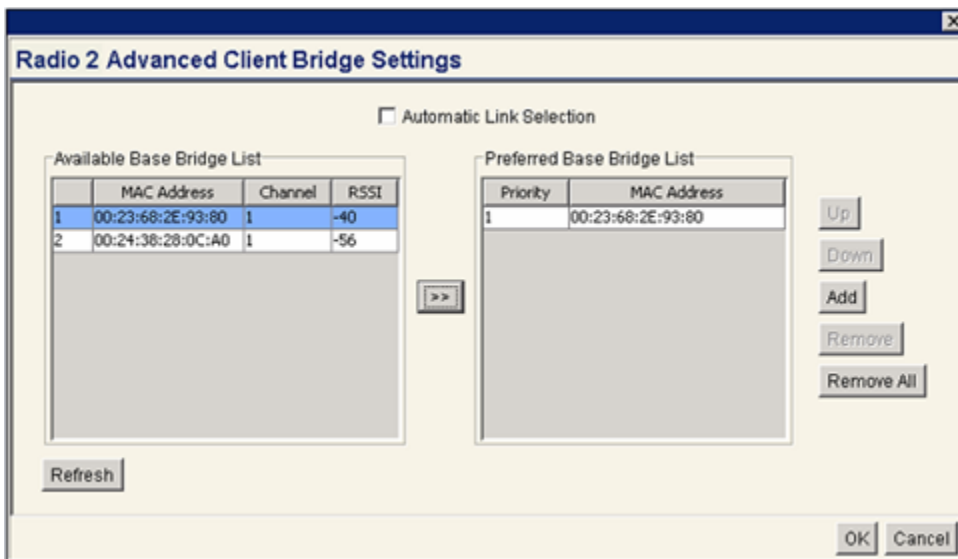 Radio 2 Advanced Client Bridge Settings
Automatic Link Selection
Available Base Bridge List
MAC Address Channel RSSI
1 00:23:68:2E:93:80 1 -40
2 00:24:38:28:0C:A0 1 -56
>>
Refresh
Preferred Base Bridge List
Priority MAC Address
1 00:23:68:2E:93:80
Up
Down
Add
Remove
Remove All
OK Cancel